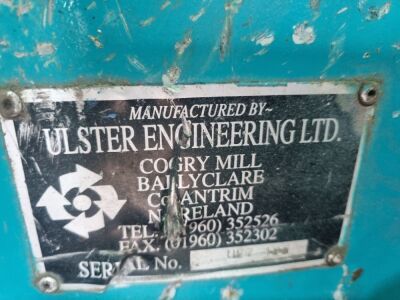 MANUFACTURED BY~
ULSTER ENGINEERING LTD.
COGRY MILL
BALLYCLARE
Co. ANTRIM
N. IRELAND
TEL. (01960) 352526
FAX. (01960) 352302
SERIAL No.